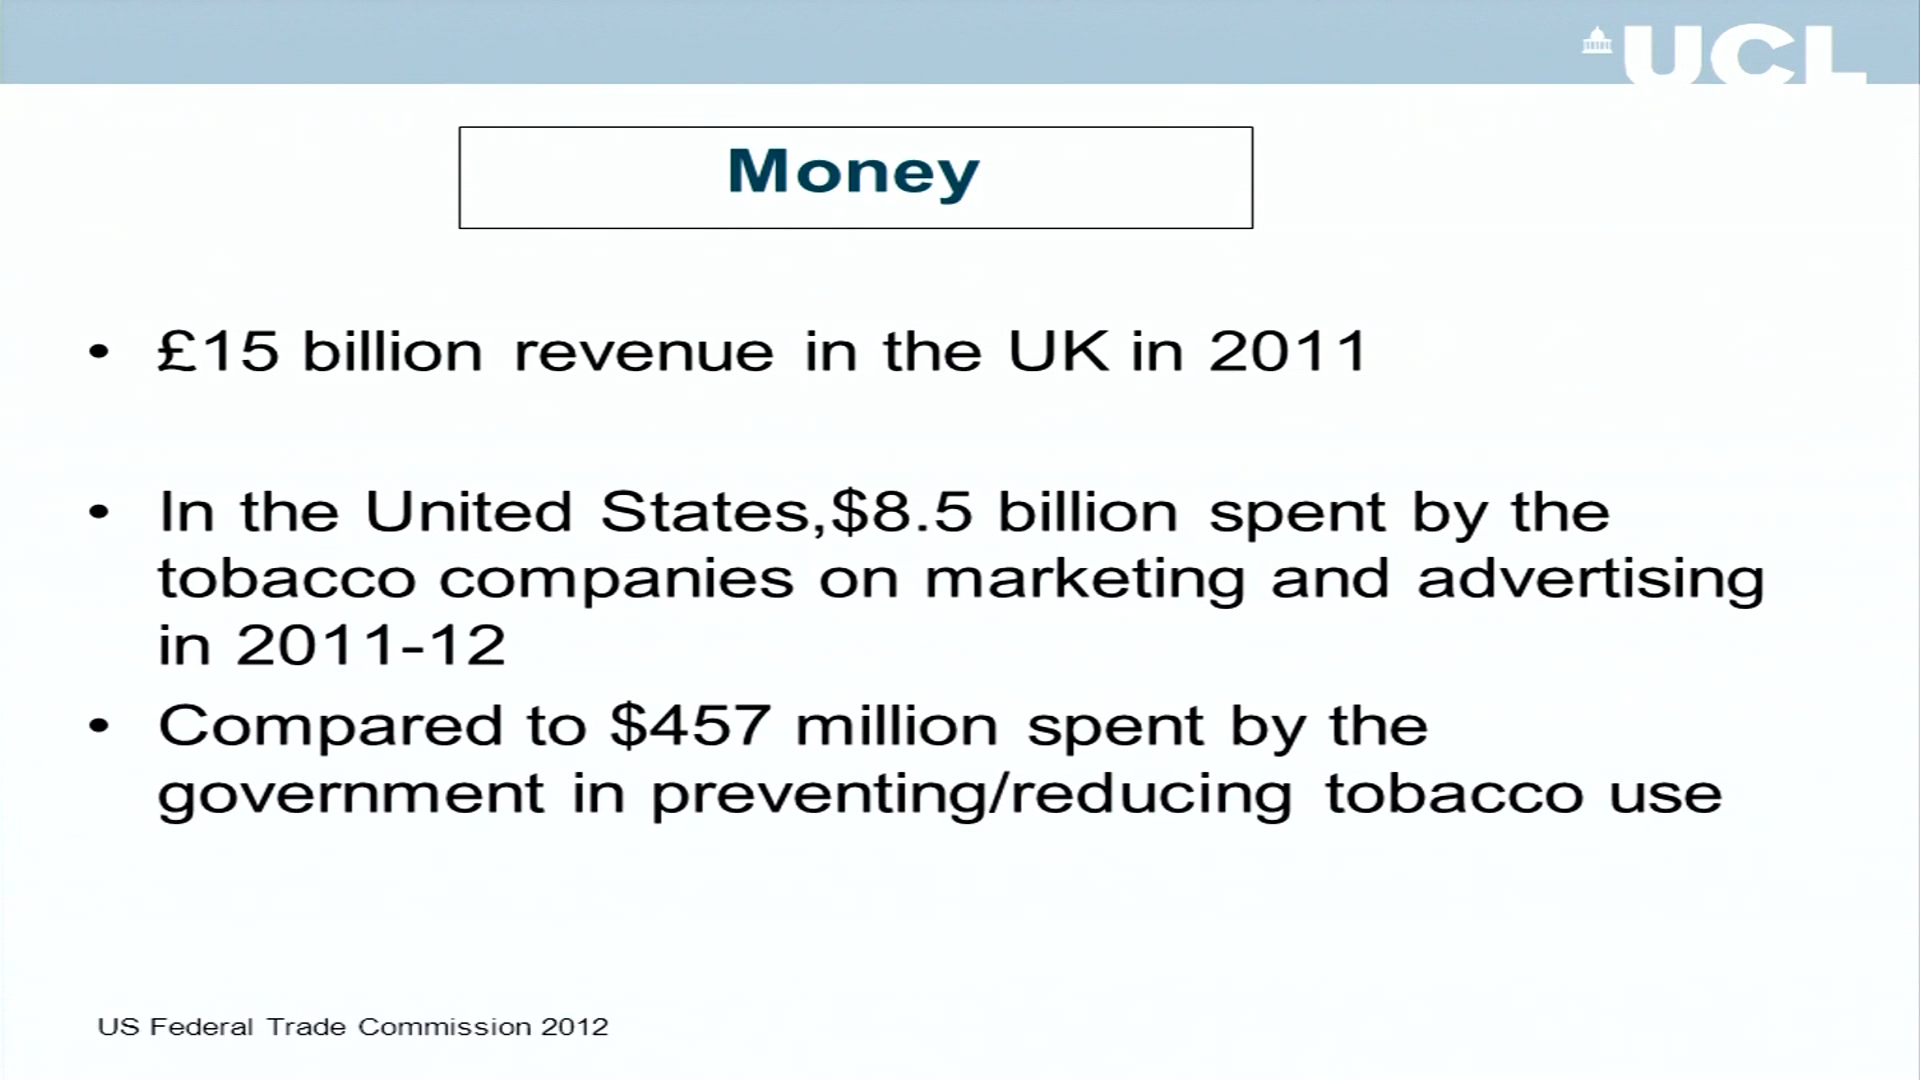 UCL
Money
• £15 billion revenue in the UK in 2011
• In the United States,$8.5 billion spent by the
tobacco companies on marketing and advertising
in 2011-12
• Compared to $457 million spent by the
government in preventing/reducing tobacco use
US Federal Trade Commission 2012